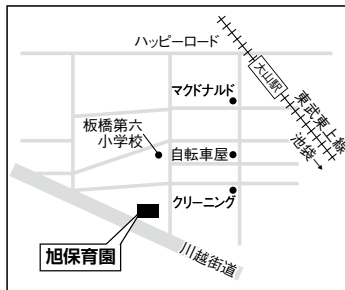 ハッピーロード
大山駅
東武東上線
池袋
マクドナルド
板橋第六
小学校
自転車屋
クリーニング
旭保育園
川越街道